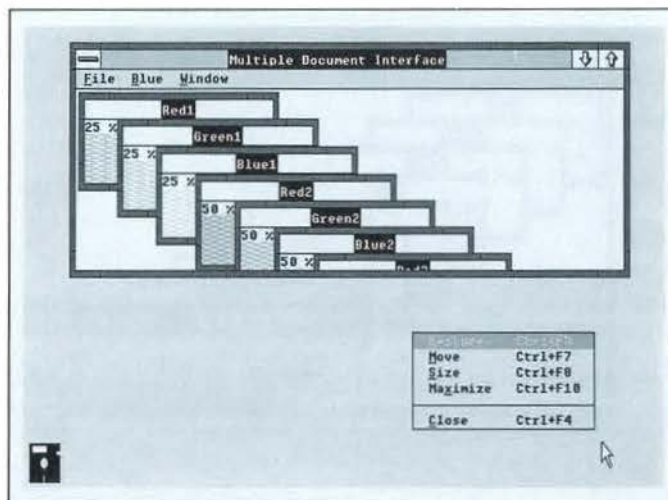 Multiple Document Interface
File Blue Window
Red1
25 %
Green1
25 %
Blue1
25 %
Red2
50 %
Green2
50 %
Blue2
50 %
Move Ctrl+F7
Size Ctrl+F8
Maximize Ctrl+F10
Close Ctrl+F4